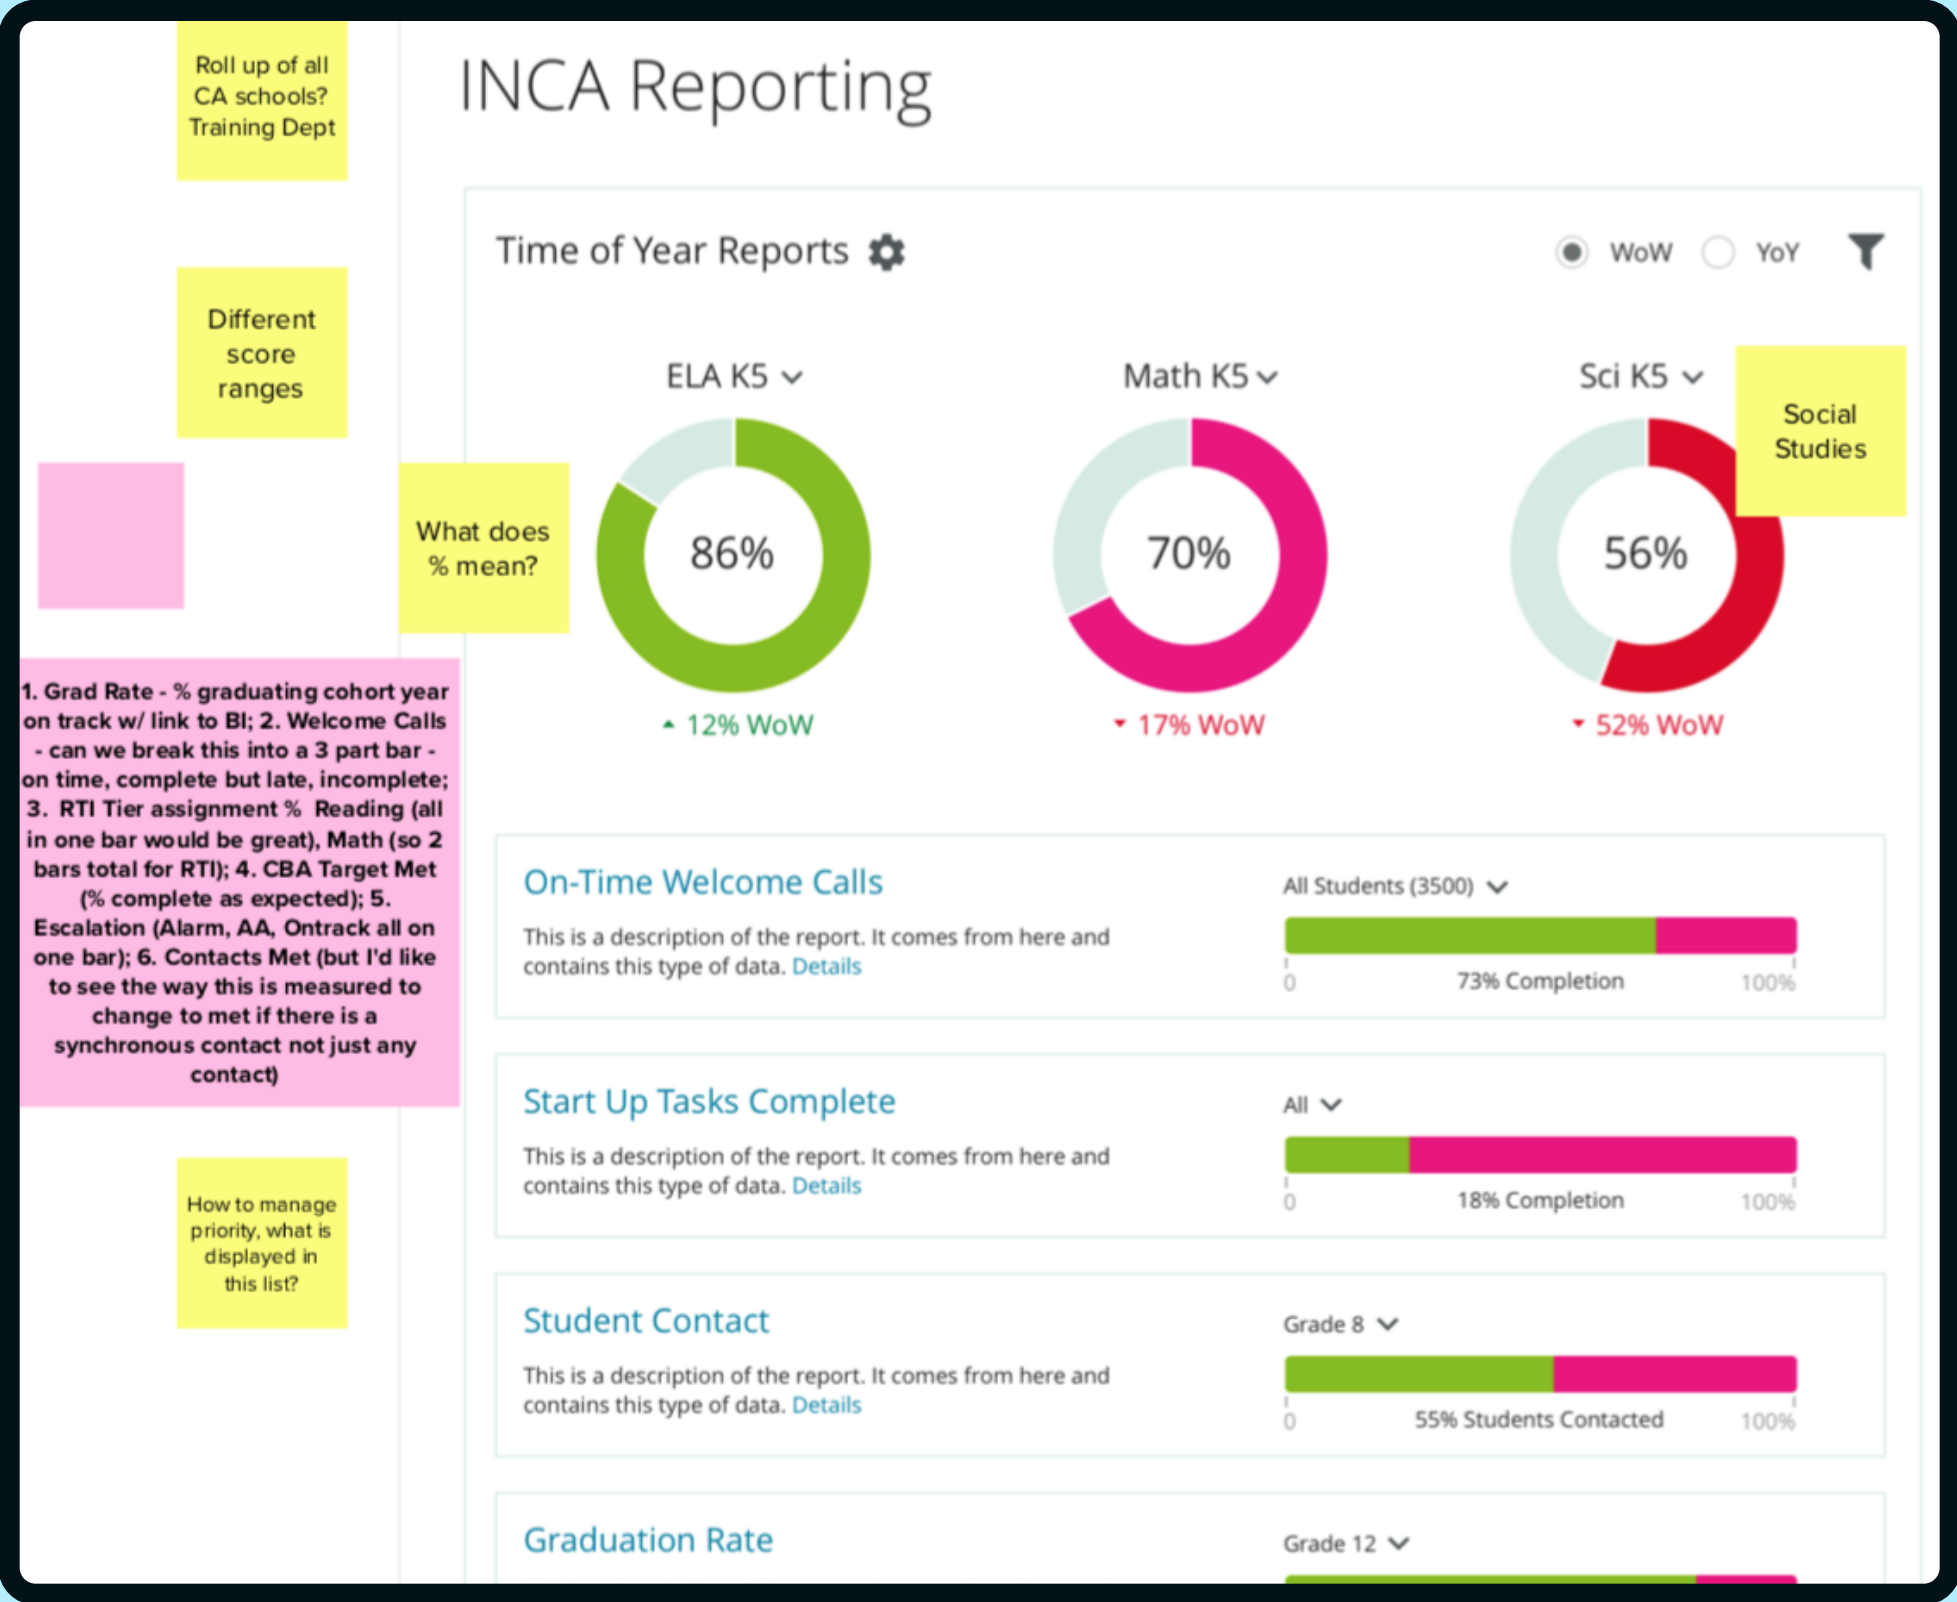 Roll up of all
CA schools?
Training Dept
Different
score
ranges
What does
% mean?
1. Grad Rate - % graduating cohort year
on track w/ link to BI; 2. Welcome Calls
- can we break this into a 3 part bar -
on time, complete but late, incomplete;
3. RTI Tier assignment % Reading (all
in one bar would be great), Math (so 2
bars total for RTI); 4. CBA Target Met
(% complete as expected); 5.
Escalation (Alarm, AA, Ontrack all on
one bar); 6. Contacts Met (but I'd like
to see the way this is measured to
change to met if there is a
synchronous contact not just any
contact)
How to manage
priority, what is
displayed in
this list?
INCA Reporting
Time of Year Reports
WoW YoY
ELA K5
86%
12% WoW
Math K5
70%
17% WoW
Sci K5
56%
52% WoW
Social
Studies
On-Time Welcome Calls
This is a description of the report. It comes from here and
contains this type of data. Details
All Students (3500)
0 73% Completion 100%
Start Up Tasks Complete
This is a description of the report. It comes from here and
contains this type of data. Details
All
0 18% Completion 100%
Student Contact
This is a description of the report. It comes from here and
contains this type of data. Details
Grade 8
0 55% Students Contacted 100%
Graduation Rate
Grade 12